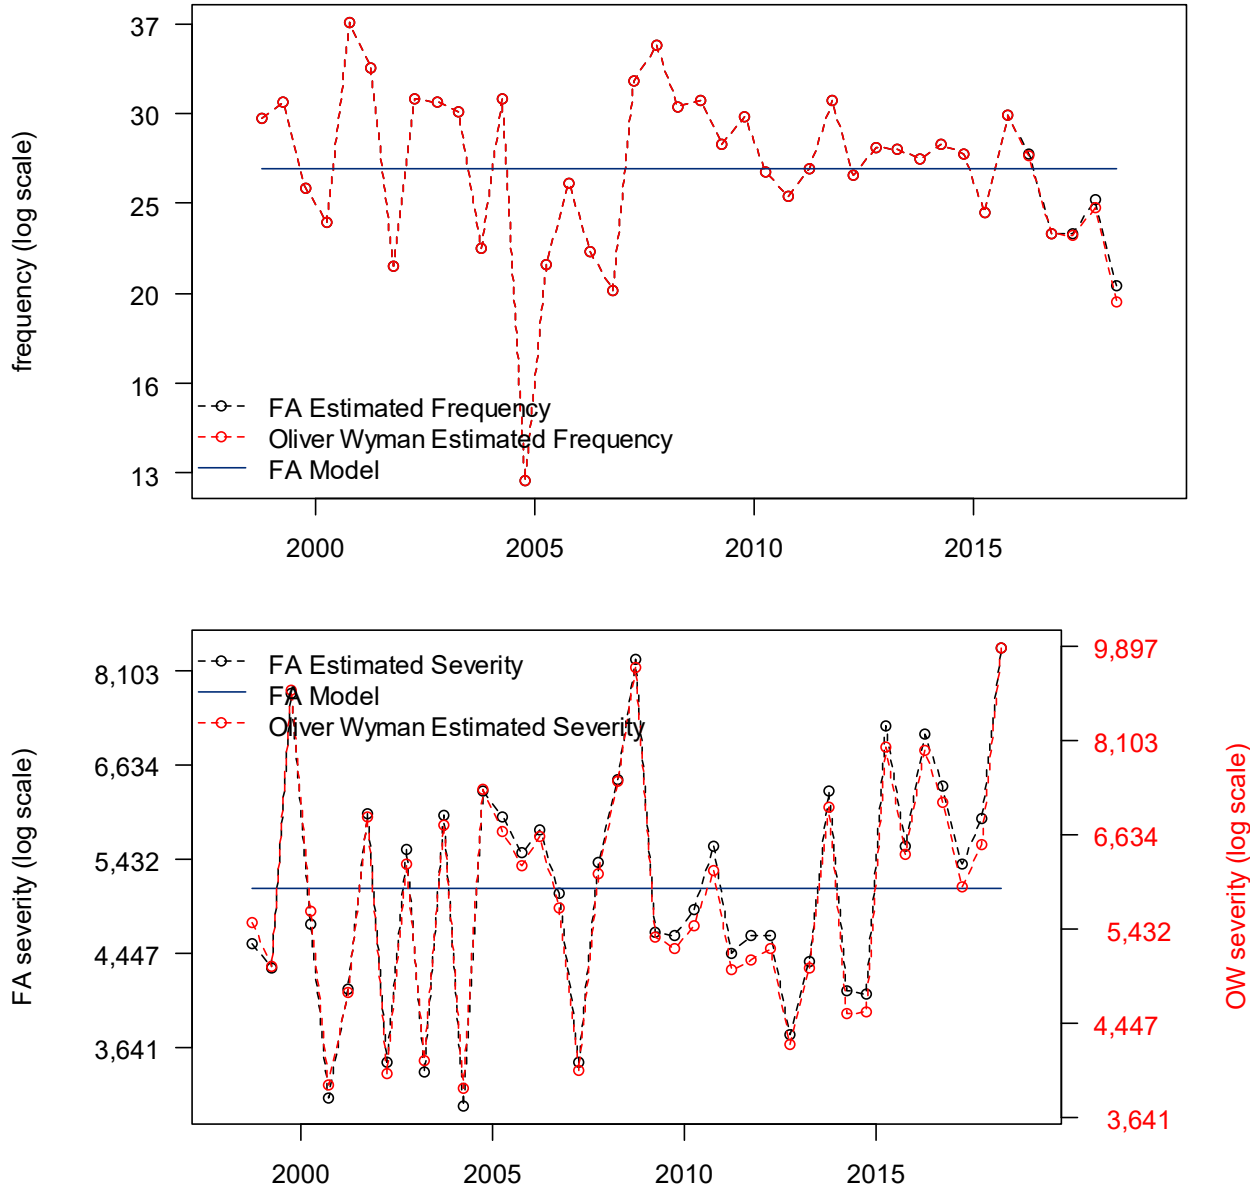 37
30
25
20
16
13
frequency (log scale)
FA Estimated Frequency
Oliver Wyman Estimated Frequency
FA Model
2000 2005 2010 2015
8,103
6,634
5,432
4,447
3,641
FA severity (log scale)
FA Estimated Severity
FA Model
Oliver Wyman Estimated Severity
9,897
8,103
6,634
5,432
4,447
3,641
OW severity (log scale)
2000 2005 2010 2015